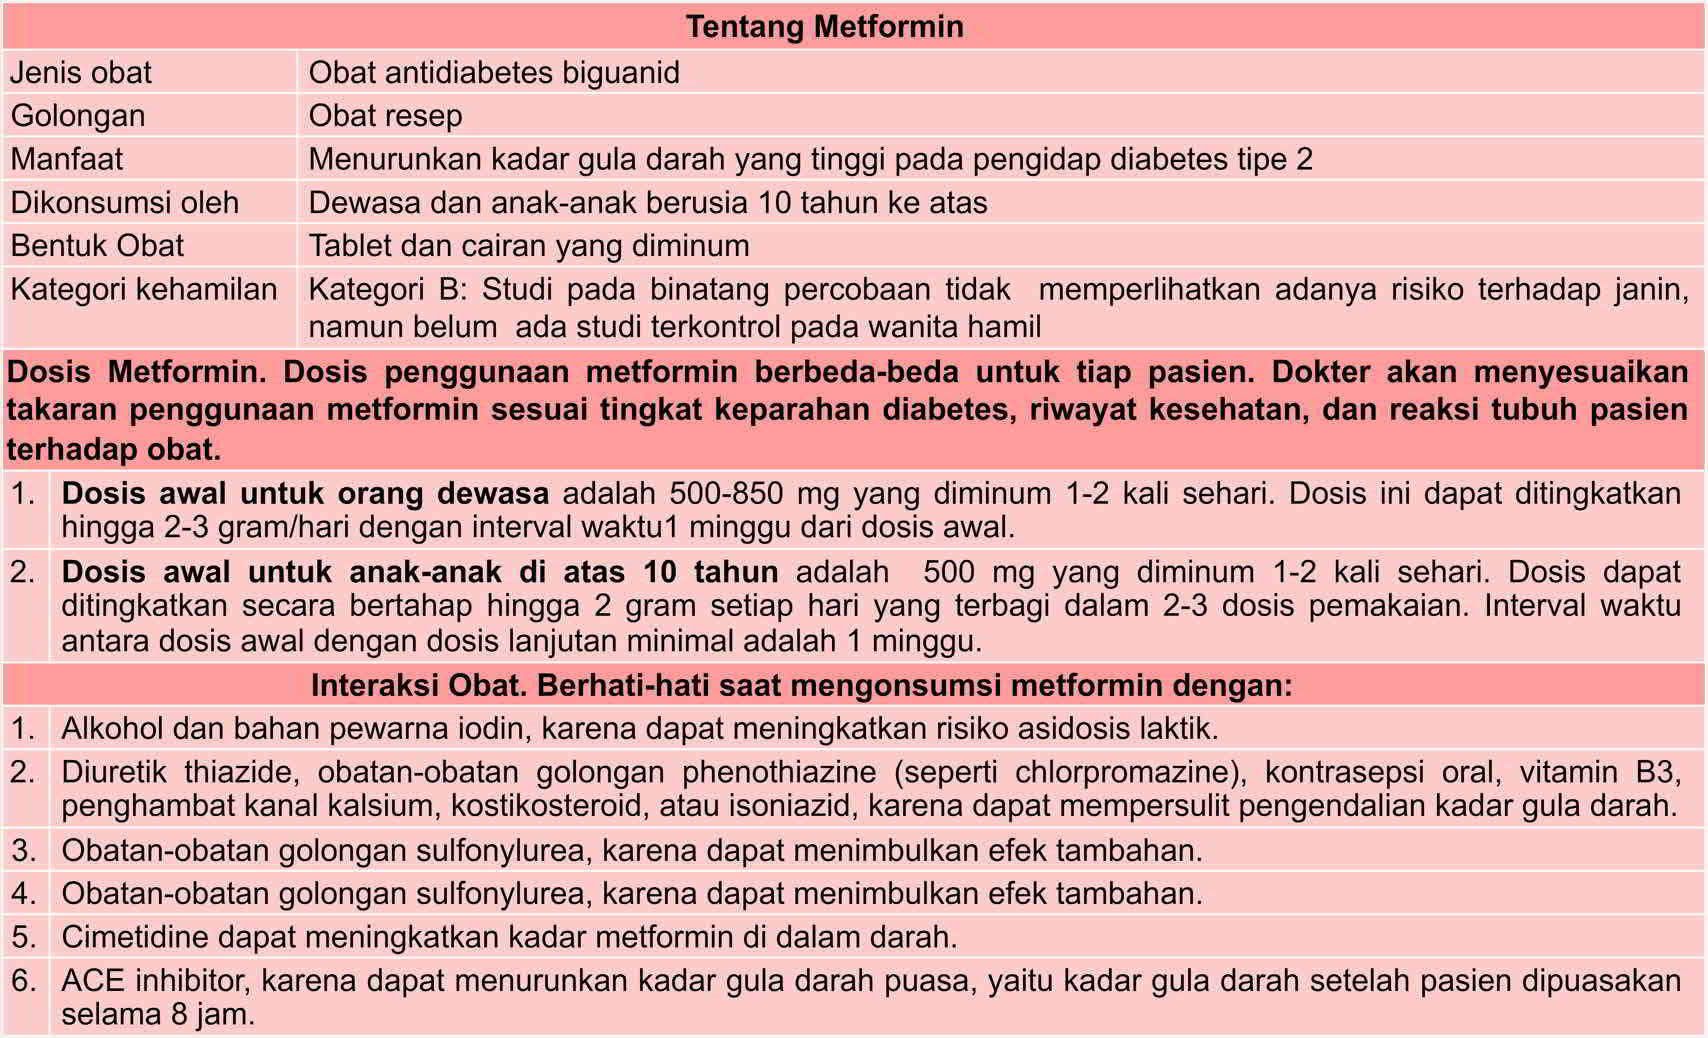 Tentang Metformin
Jenis obat Obat antidiabetes biguanid
Golongan Obat resep
Manfaat Menurunkan kadar gula darah yang tinggi pada pengidap diabetes tipe 2
Dikonsumsi oleh Dewasa dan anak-anak berusia 10 tahun ke atas
Bentuk Obat Tablet dan cairan yang diminum
Kategori kehamilan Kategori B: Studi pada binatang percobaan tidak memperlihatkan adanya risiko terhadap janin,
namun belum ada studi terkontrol pada wanita hamil
Dosis Metformin. Dosis penggunaan metformin berbeda-beda untuk tiap pasien. Dokter akan menyesuaikan
takaran penggunaan metformin sesuai tingkat keparahan diabetes, riwayat kesehatan, dan reaksi tubuh pasien
terhadap obat.
1. Dosis awal untuk orang dewasa adalah 500-850 mg yang diminum 1-2 kali sehari. Dosis ini dapat ditingkatkan
hingga 2-3 gram/hari dengan interval waktu1 minggu dari dosis awal.
2. Dosis awal untuk anak-anak di atas 10 tahun adalah 500 mg yang diminum 1-2 kali sehari. Dosis dapat
ditingkatkan secara bertahap hingga 2 gram setiap hari yang terbagi dalam 2-3 dosis pemakaian. Interval waktu
antara dosis awal dengan dosis lanjutan minimal adalah 1 minggu.
Interaksi Obat. Berhati-hati saat mengonsumsi metformin dengan:
1. Alkohol dan bahan pewarna iodin, karena dapat meningkatkan risiko asidosis laktik.
2. Diuretik thiazide, obatan-obatan golongan phenothiazine (seperti chlorpromazine), kontrasepsi oral, vitamin B3,
penghambat kanal kalsium, kostikosteroid, atau isoniazid, karena dapat mempersulit pengendalian kadar gula darah.
3. Obatan-obatan golongan sulfonylurea, karena dapat menimbulkan efek tambahan.
4. Obatan-obatan golongan sulfonylurea, karena dapat menimbulkan efek tambahan.
5. Cimetidine dapat meningkatkan kadar metformin di dalam darah.
6. ACE inhibitor, karena dapat menurunkan kadar gula darah puasa, yaitu kadar gula darah setelah pasien dipuasakan
selama 8 jam.